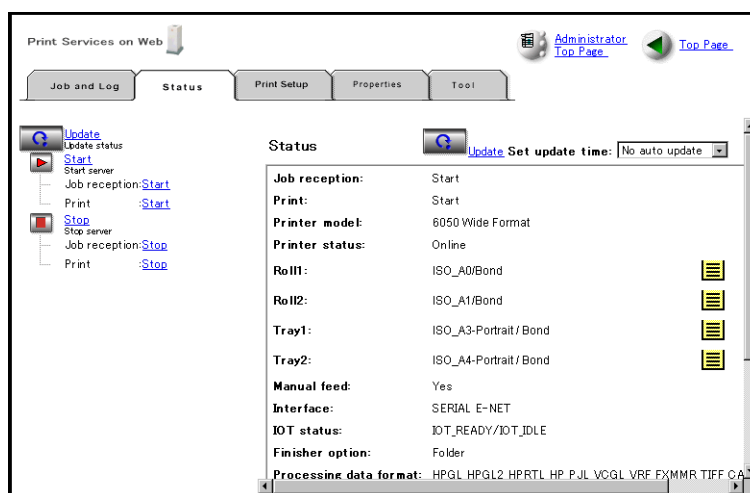 Print Services on Web
Administrator
Top Page
Top Page
Job and Log
Status
Print Setup
Properties
Tool
Update
Update status
Start
Start server
Job reception:Start
Print :Start
Stop
Stop server
Job reception:Stop
Print :Stop
Status
Update Set update time: No auto update
Job reception: Start
Print: Start
Printer model: 6050 Wide Format
Printer status: Online
Roll1: ISO_A0/Bond
Roll2: ISO_A1/Bond
Tray1: ISO_A3-Portrait / Bond
Tray2: ISO_A4-Portrait / Bond
Manual feed: Yes
Interface: SERIAL E-NET
IOT status: IOT_READY/IOT_IDLE
Finisher option: Folder
Processing data format: HPGL HPGL2 HPRTL HP PJL VCGL VRF FXMMR TIFF CA